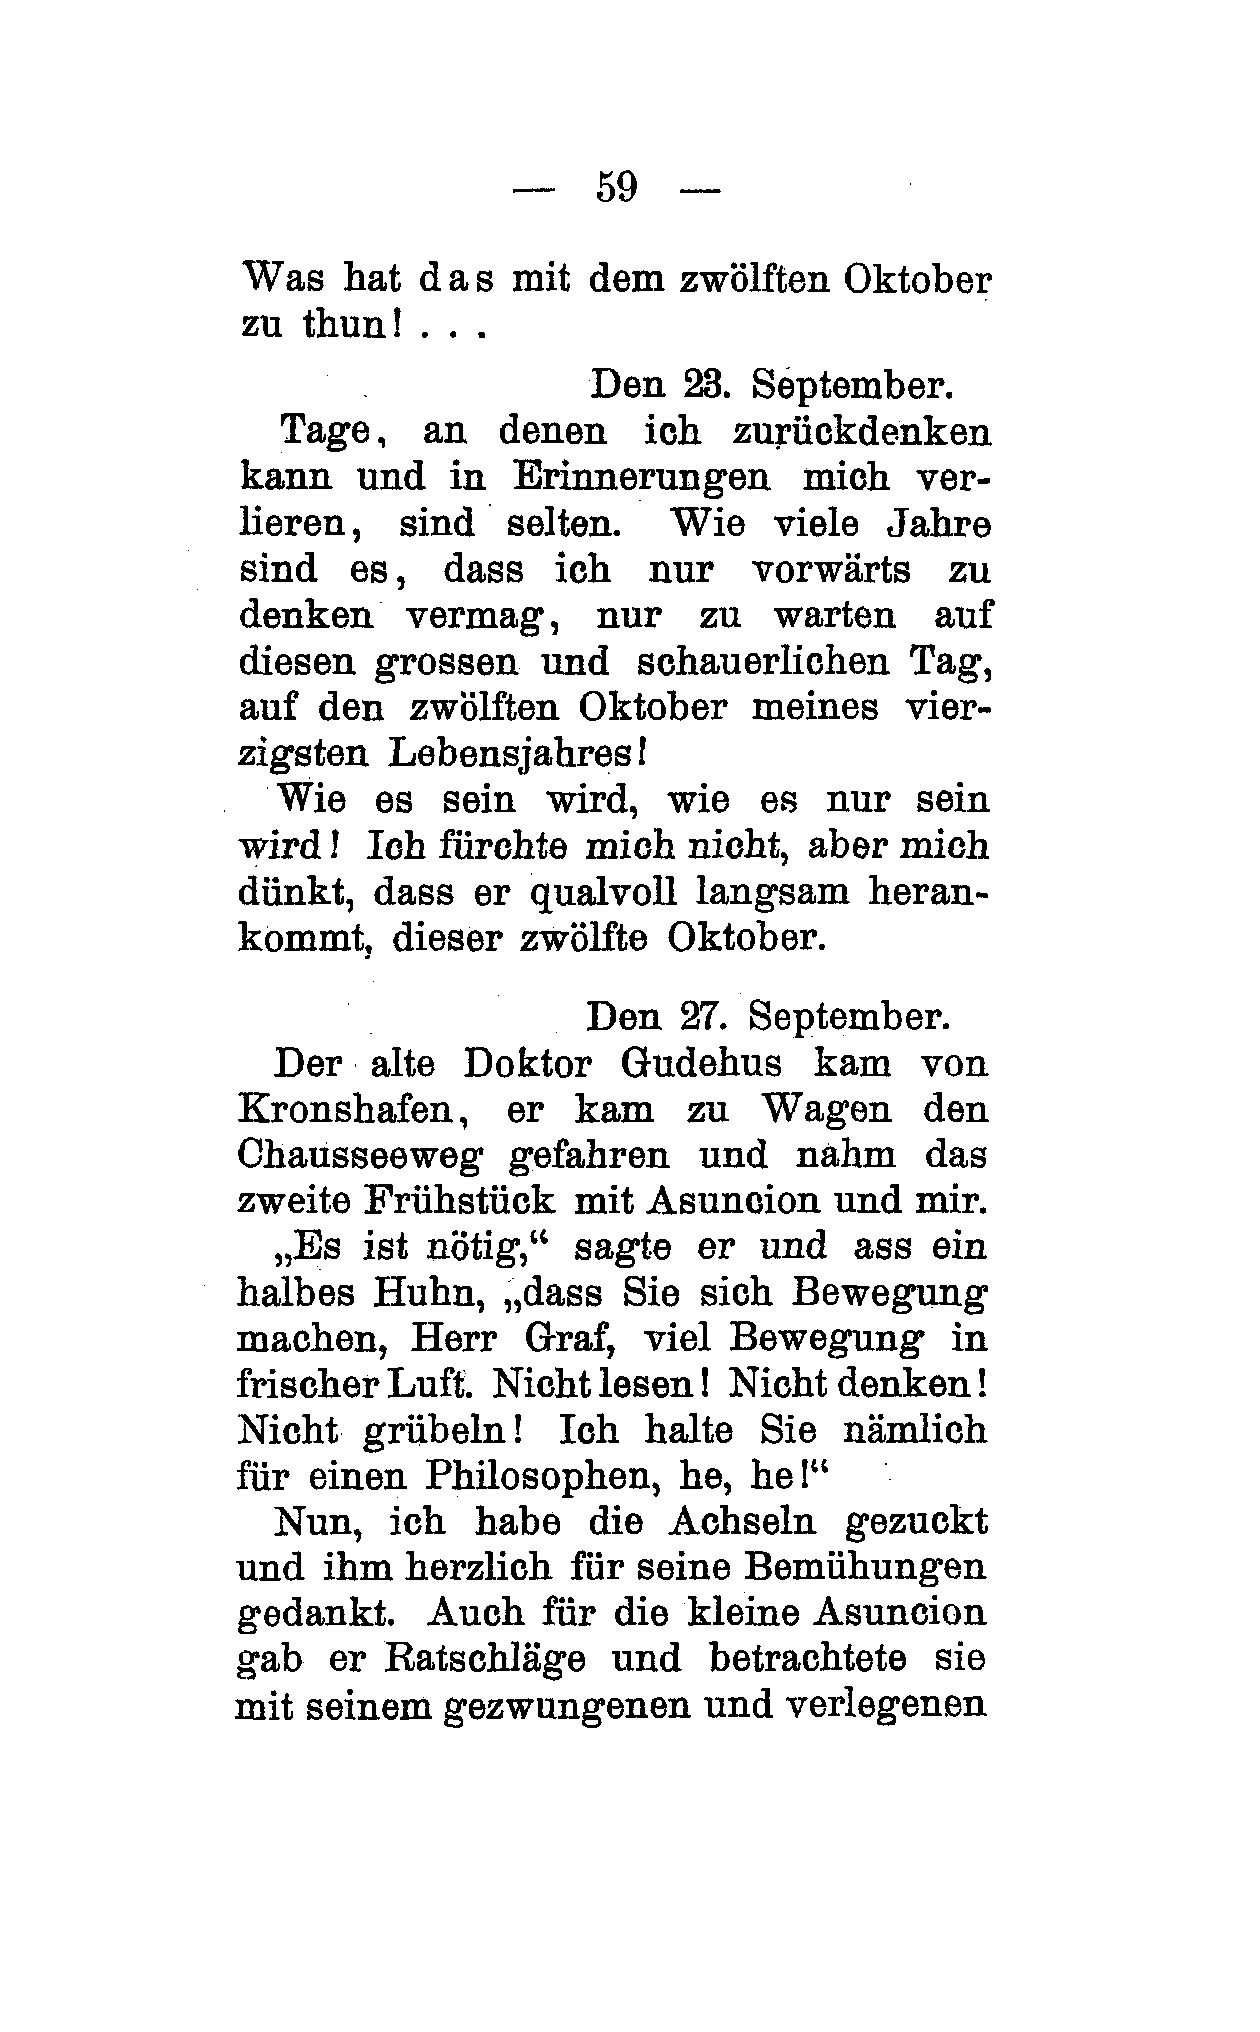 — 59 —
Was hat das mit dem zwölften Oktober
zu thun! . . .
Den 23. September.
Tage, an denen ich zurückdenken
kann und in Erinnerungen mich ver-
lieren, sind selten. Wie viele Jahre
sind es, dass ich nur vorwärts zu
denken vermag, nur zu warten auf
diesen grossen und schauerlichen Tag,
auf den zwölften Oktober meines vier-
zigsten Lebensjahres!
Wie es sein wird, wie es nur sein
wird! Ich fürchte mich nicht, aber mich
dünkt, dass er qualvoll langsam heran-
kommt, dieser zwölfte Oktober.
Den 27. September.
Der alte Doktor Gudehus kam von
Kronshafen, er kam zu Wagen den
Chausseeweg gefahren und nahm das
zweite Frühstück mit Asuncion und mir.
„Es ist nötig,“ sagte er und ass ein
halbes Huhn, „dass Sie sich Bewegung
machen, Herr Graf, viel Bewegung in
frischer Luft. Nicht lesen! Nicht denken!
Nicht grübeln! Ich halte Sie nämlich
für einen Philosophen, he, he!“
Nun, ich habe die Achseln gezuckt
und ihm herzlich für seine Bemühungen
gedankt. Auch für die kleine Asuncion
gab er Ratschläge und betrachtete sie
mit seinem gezwungenen und verlegenen